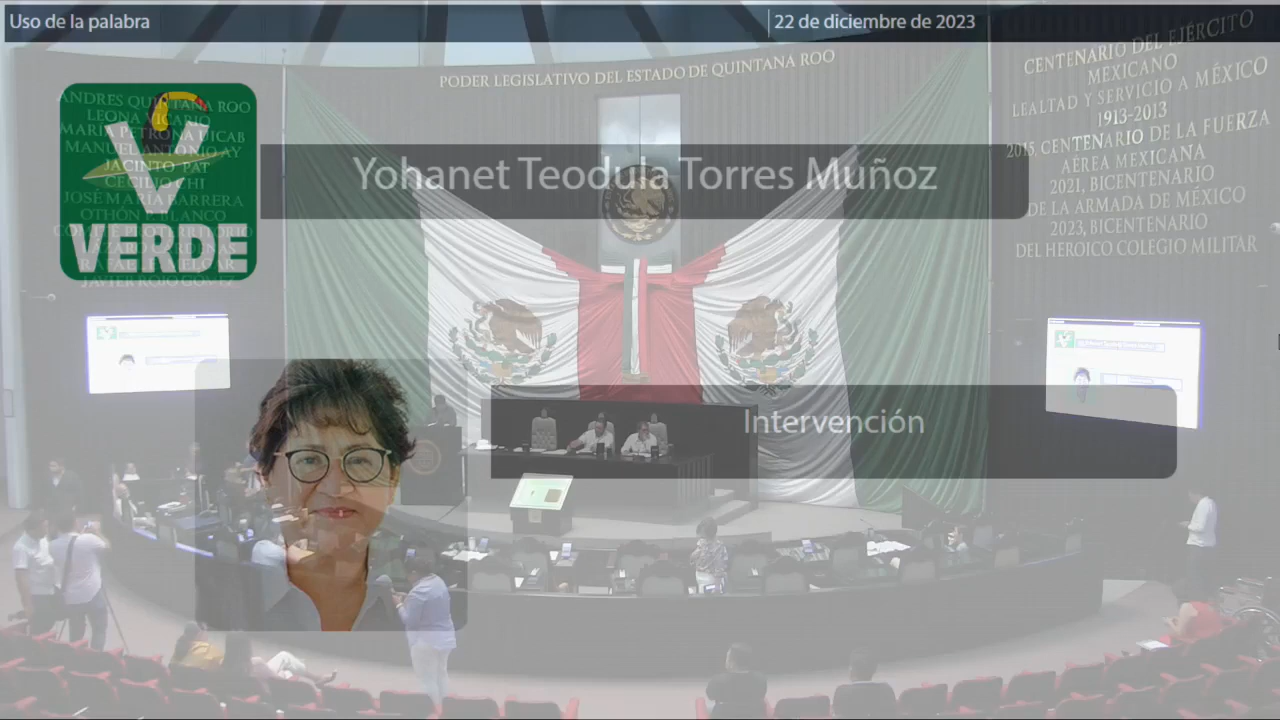 Uso de la palabra
22 de diciembre de 2023
PODER LEGISLATIVO DEL ESTADO DE QUINTANA ROO
ANDRES QUINTANA ROO
LEONA VICARIO
MANUEL ANTONIO AY
JACINTO PAT
CECILIO CHI
JOSÉ MARÍA BARRERA
OTHÓN P. BLANCO
JAVIER ROJO GÓMEZ
VERDE
Yohanet Teodula Torres Muñoz
CENTENARIO DEL EJÉRCITO
MEXICANO
LEALTAD Y SERVICIO A MÉXICO
1913-2013
2015, CENTENARIO DE LA FUERZA
AÉREA MEXICANA
2021, BICENTENARIO
DE LA ARMADA DE MÉXICO
2023, BICENTENARIO
DEL HEROICO COLEGIO MILITAR
Intervención